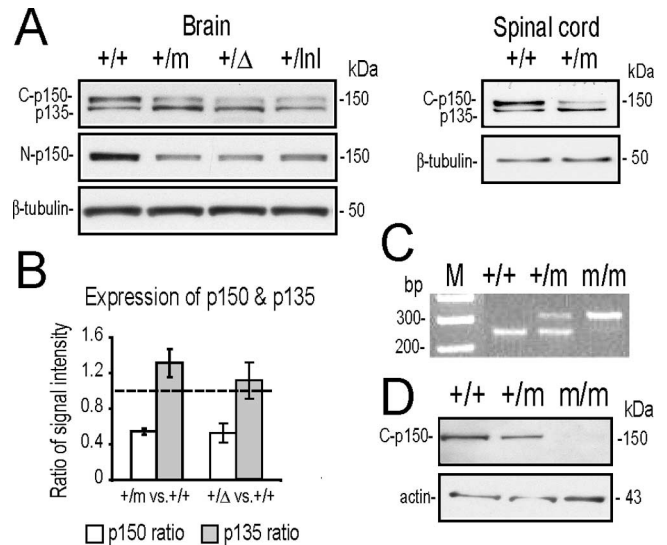 A
Brain
+/+ +/m +/Δ +/lnl
kDa
C-p150-
p135-
-150
N-p150-
-150
β-tubulin-
- 50
Spinal cord
+/+ +/m
kDa
C-p150-
p135-
-150
β-tubulin-
- 50
B
Expression of p150 & p135
Ratio of signal intensity
1.6
1.2
0.8
0.4
0
+/m vs.+/+ +/Δ vs.+/+
p150 ratio p135 ratio
C
bp M +/+ +/m m/m
300-
200-
D
+/+ +/m m/m
kDa
C-p150-
-150
actin-
- 43